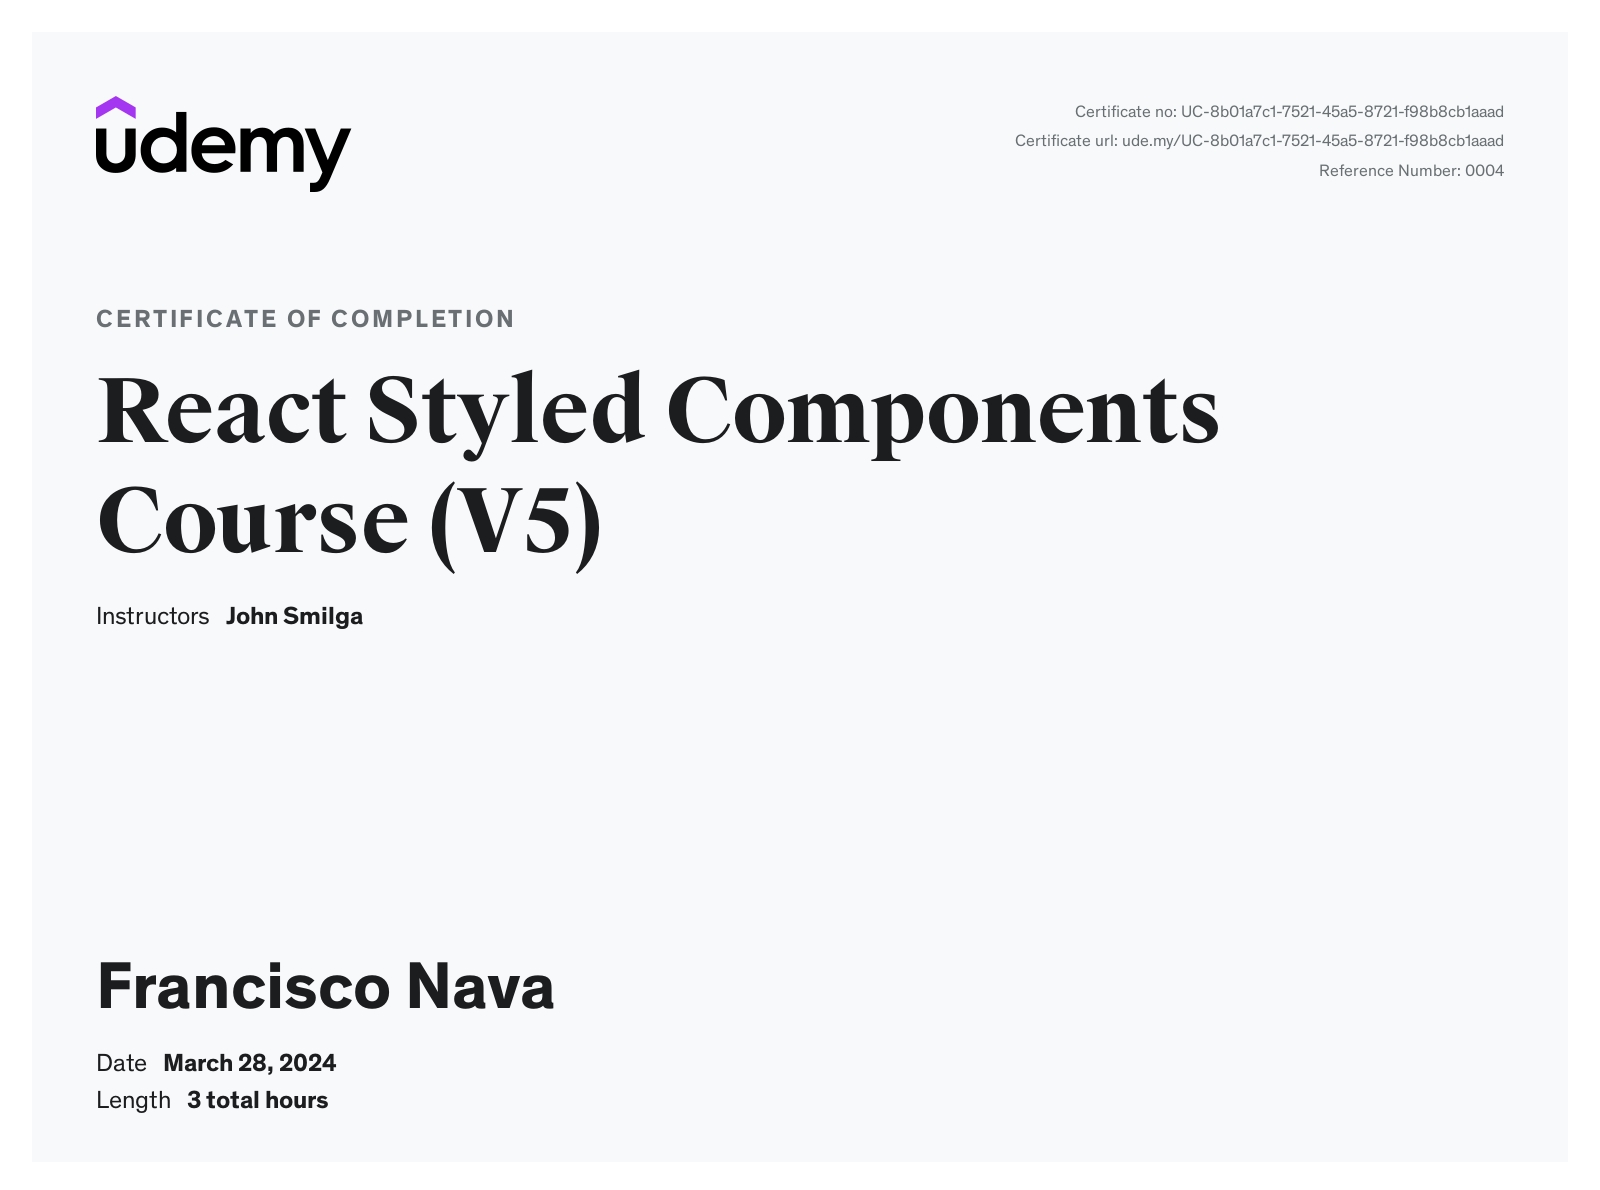 udemy
Certificate no: UC-8b01a7c1-7521-45a5-8721-f98b8cb1aaad
Certificate url: ude.my/UC-8b01a7c1-7521-45a5-8721-f98b8cb1aaad
Reference Number: 0004
CERTIFICATE OF COMPLETION
React Styled Components
Course (V5)
Instructors John Smilga
Francisco Nava
Date March 28, 2024
Length 3 total hours